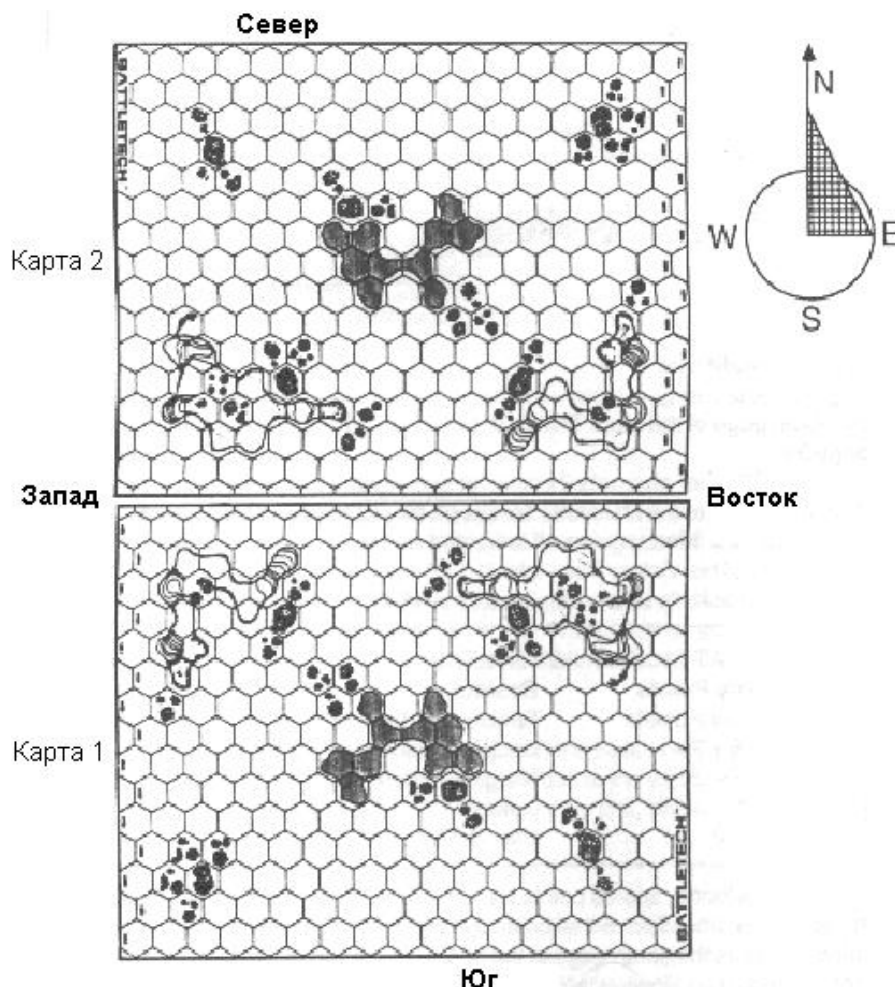 Север
BATTLETECH
N
W
E
S
Карта 2
Запад
Восток
Карта 1
BATTLETECH
Юг